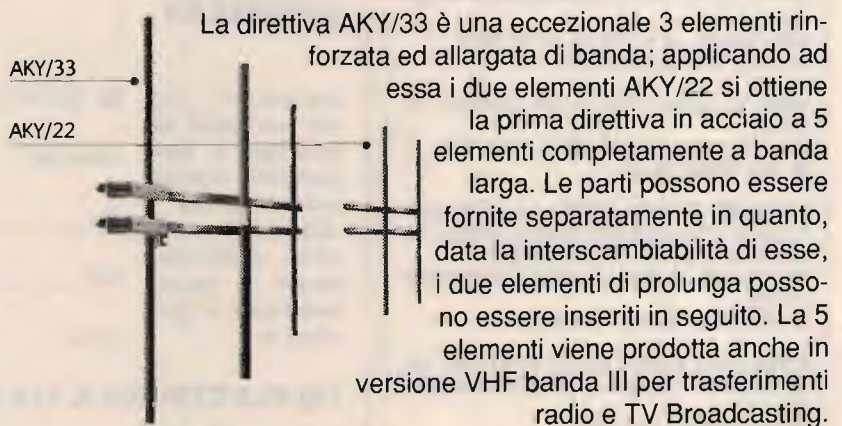 La direttiva AKY/33 è una eccezionale 3 elementi rin-
forzata ed allargata di banda; applicando ad
essa i due elementi AKY/22 si ottiene
la prima direttiva in acciaio a 5
elementi completamente a banda
larga. Le parti possono essere
fornite separatamente in quanto,
data la interscambiabilità di esse,
i due elementi di prolunga posso-
no essere inseriti in seguito. La 5
elementi viene prodotta anche in
versione VHF banda III per trasferimenti
radio e TV Broadcasting.
AKY/33
AKY/22